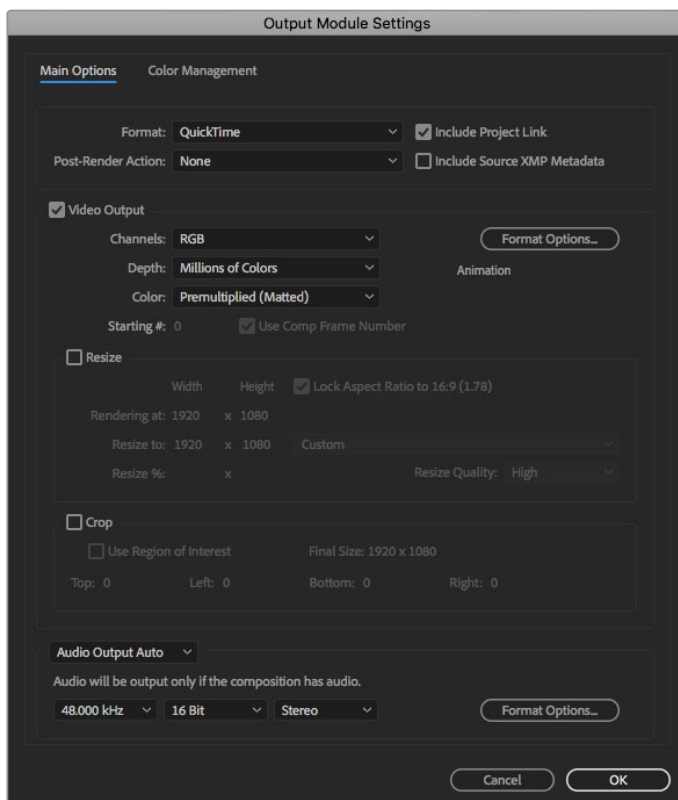 Output Module Settings
Main Options Color Management
Format: QuickTime Include Project Link
Post-Render Action: None Include Source XMP Metadata
Video Output
Channels: RGB Format Options...
Depth: Millions of Colors Animation
Color: Premultiplied (Matted)
Starting #: 0 Use Comp Frame Number
Resize
Width Height Lock Aspect Ratio to 16:9 (1.78)
Rendering at: 1920 x 1080
Resize to: 1920 x 1080 Custom
Resize %: x Resize Quality: High
Crop
Use Region of Interest Final Size: 1920 x 1080
Top: 0 Left: 0 Bottom: 0 Right: 0
Audio Output Auto
Audio will be output only if the composition has audio.
48.000 kHz 16 Bit Stereo Format Options...
Cancel OK